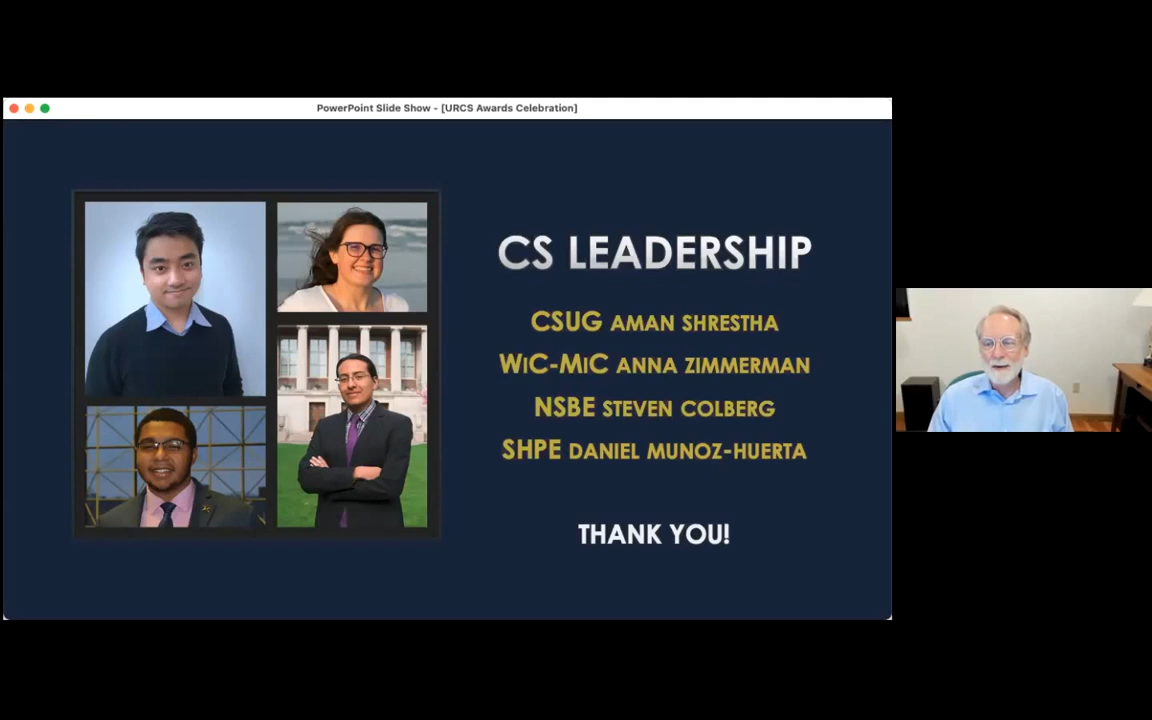 PowerPoint Slide Show - [URCS Awards Celebration]
CS LEADERSHIP
CSUG AMAN SHRESTHA
WIC-MIC ANNA ZIMMERMAN
NSBE STEVEN COLBERG
SHPE DANIEL MUNOZ-HUERTA
THANK YOU!